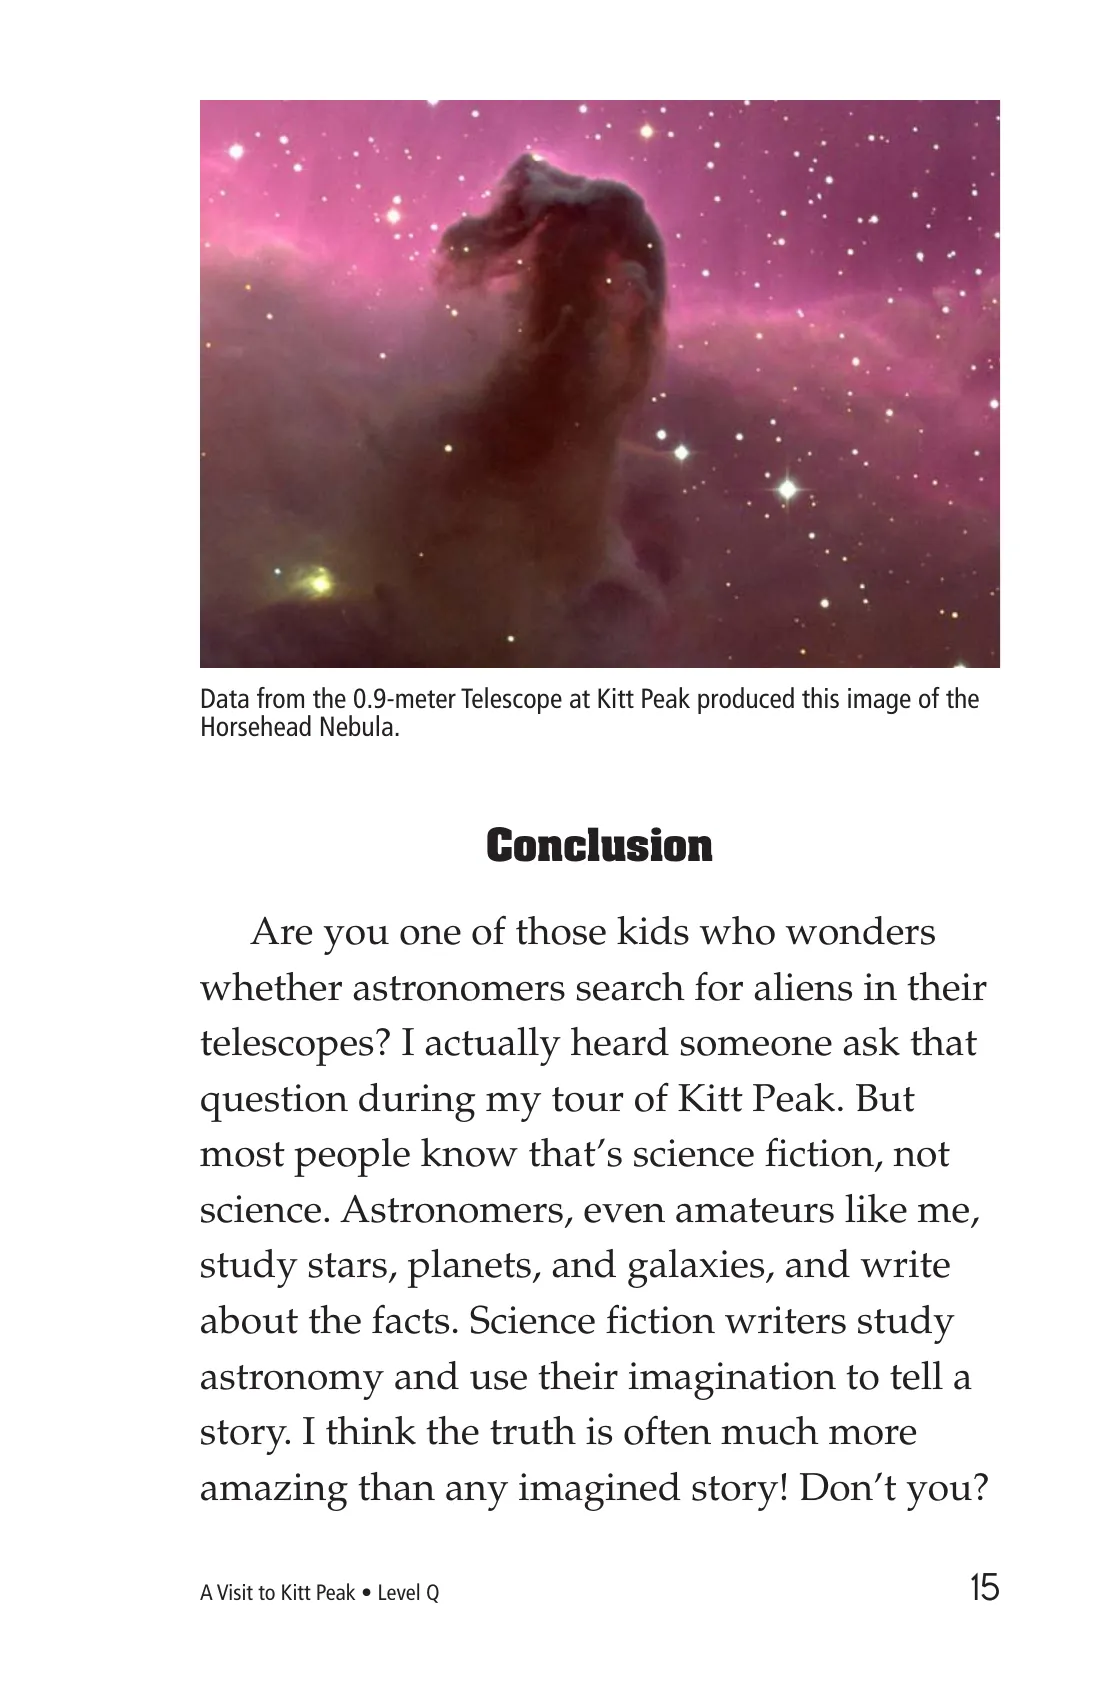 Data from the 0.9-meter Telescope at Kitt Peak produced this image of the
Horsehead Nebula.
Conclusion
Are you one of those kids who wonders
whether astronomers search for aliens in their
telescopes? I actually heard someone ask that
question during my tour of Kitt Peak. But
most people know that’s science fiction, not
science. Astronomers, even amateurs like me,
study stars, planets, and galaxies, and write
about the facts. Science fiction writers study
astronomy and use their imagination to tell a
story. I think the truth is often much more
amazing than any imagined story! Don’t you?
A Visit to Kitt Peak • Level Q
15